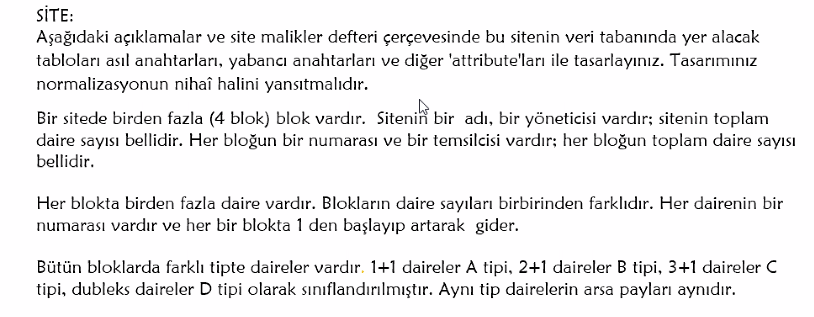 SİTE:
Aşağıdaki açıklamalar ve site malikler defteri çerçevesinde bu sitenin veri tabanında yer alacak
tabloları asıl anahtarları, yabancı anahtarları ve diğer 'attribute'ları ile tasarlayınız. Tasarımınız
normalizasyonun nihaî halini yansıtmalıdır.
Bir sitede birden fazla (4 blok) blok vardır. Sitenin bir adı, bir yöneticisi vardır; sitenin toplam
daire sayısı bellidir. Her bloğun bir numarası ve bir temsilcisi vardır; her bloğun toplam daire sayısı
bellidir.
Her blokta birden fazla daire vardır. Blokların daire sayıları birbirinden farklıdır. Her dairenin bir
numarası vardır ve her bir blokta 1 den başlayıp artarak gider.
Bütün bloklarda farklı tipte daireler vardır. 1+1 daireler A tipi, 2+1 daireler B tipi, 3+1 daireler C
tipi, dubleks daireler D tipi olarak sınıflandırılmıştır. Aynı tip dairelerin arsa payları aynıdır.